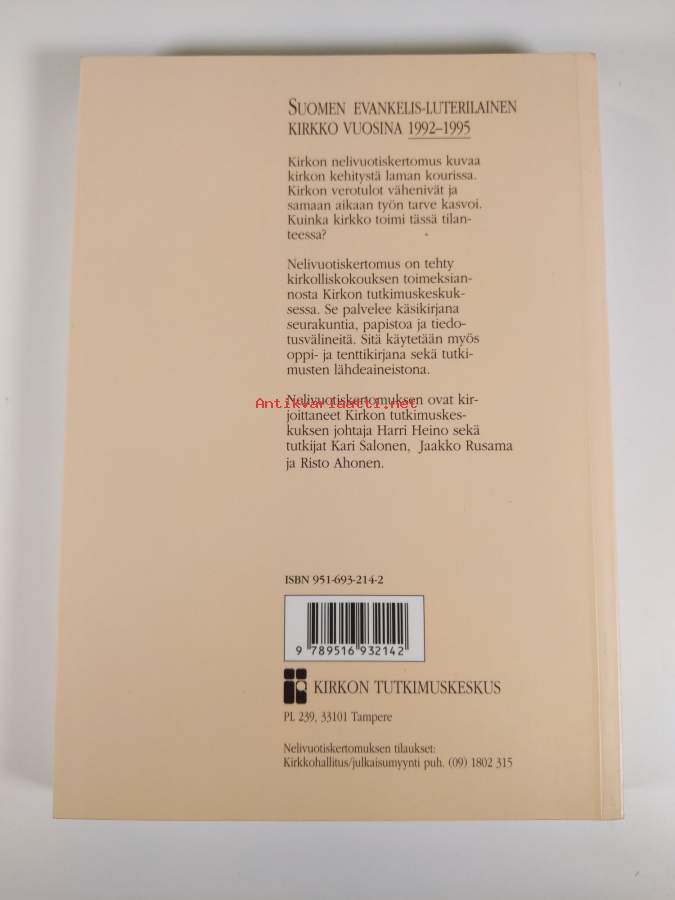 SUOMEN EVANKELIS-LUTERILAINEN
KIRKKO VUOSINA 1992–1995
Kirkon nelivuotiskertomus kuvaa
kirkon kehitystä laman kourissa.
Kirkon verotulot vähenivät ja
samaan aikaan työn tarve kasvoi.
Kuinka kirkko toimi tässä tilan-
teessa?
Nelivuotiskertomus on tehty
kirkolliskokouksen toimeksian-
nosta Kirkon tutkimuskeskuk-
sessa. Se palvelee käsikirjana
seurakuntia, papistoa ja tiedo-
tusvälineitä. Sitä käytetään myös
oppi- ja tenttikirjana sekä tutki-
musten lähdeaineistona.
Nelivuotiskertomuksen ovat kir-
Antikvariaatti.net
joittaneet Kirkon tutkimuskes-
kuksen johtaja Harri Heino sekä
tutkijat Kari Salonen, Jaakko Rusama
ja Risto Ahonen.
ISBN 951-693-214-2
9 789516 932142
KIRKON TUTKIMUSKESKUS
PL 239, 33101 Tampere
Nelivuotiskertomuksen tilaukset:
Kirkkohallitus/julkaisumyynti puh. (09) 1802 315